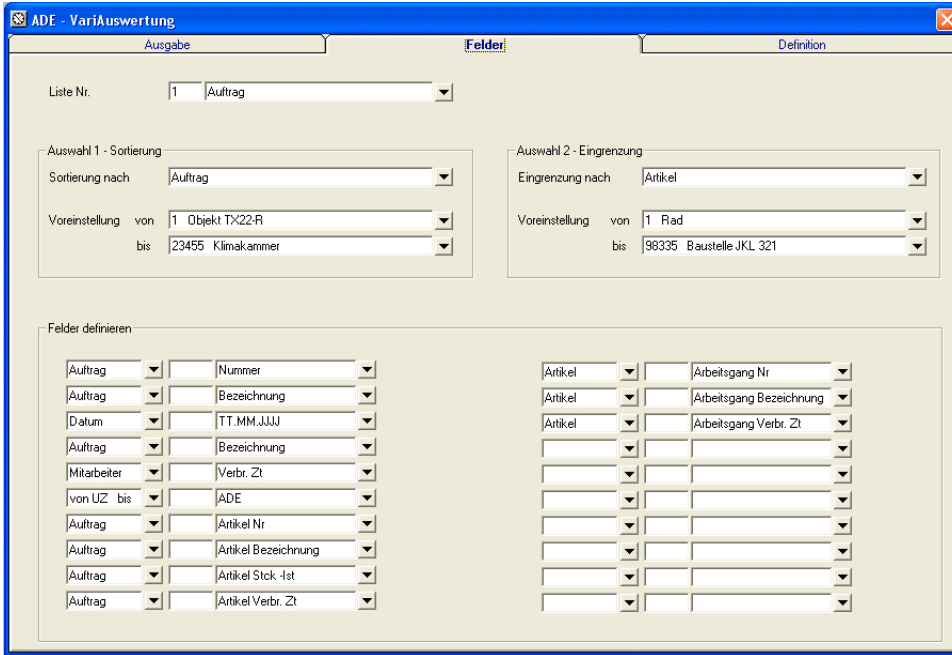 ADE - VariAuswertung
Ausgabe Felder Definition
Liste Nr. 1 Auftrag
Auswahl 1 - Sortierung
Sortierung nach Auftrag
Voreinstellung von 1 Objekt TX22-R
bis 23455 Klimakammer
Auswahl 2 - Eingrenzung
Eingrenzung nach Artikel
Voreinstellung von 1 Rad
bis 98335 Baustelle JKL 321
Felder definieren
Auftrag Nummer
Auftrag Bezeichnung
Datum TT.MM.JJJJ
Auftrag Bezeichnung
Mitarbeiter Verbr. Zt
von UZ bis ADE
Auftrag Artikel Nr
Auftrag Artikel Bezeichnung
Auftrag Artikel Stck -Ist
Auftrag Artikel Verbr. Zt
Artikel Arbeitsgang Nr
Artikel Arbeitsgang Bezeichnung
Artikel Arbeitsgang Verbr. Zt